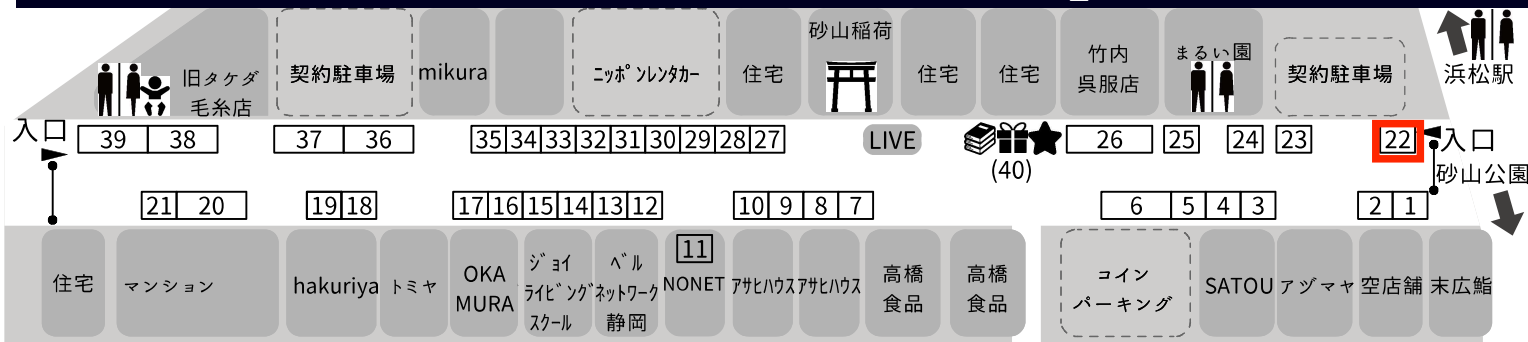 砂山稲荷
旧タケダ
毛糸店
契約駐車場
mikura
ニッポンレンタカー
住宅
住宅
住宅
竹内
呉服店
まるい園
契約駐車場
浜松駅
入口
39 38 37 36 35 34 33 32 31 30 29 28 27
LIVE
(40)
26 25 24 23 22
入口
砂山公園
21 20 19 18 17 16 15 14 13 12 10 9 8 7 6 5 4 3 2 1
住宅
マンション
hakuriya
トミヤ
OKA
MURA
ジョイ
ライビング
スクール
ベル
ネットワーク
静岡
11
NONET
アサヒハウス
アサヒハウス
高橋
食品
高橋
食品
コイン
パーキング
SATOU
アヅマヤ
空店舗
末広鮨